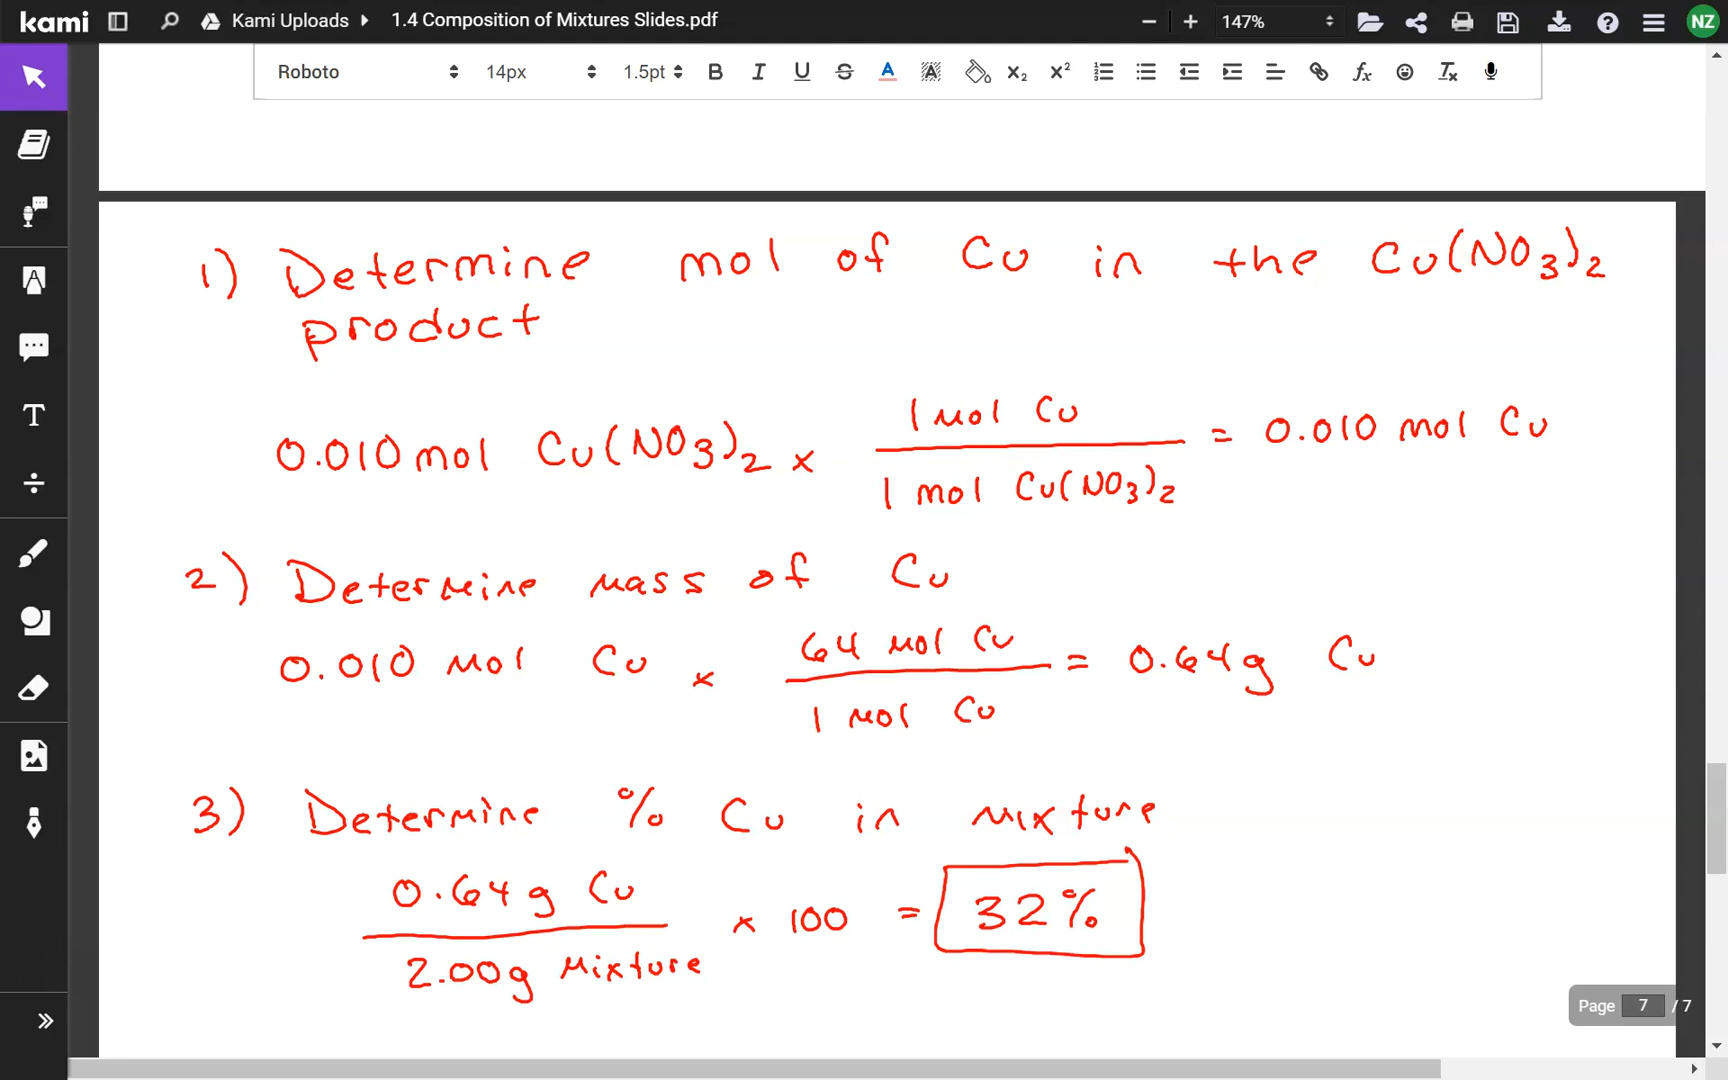 kami Kami Uploads 1.4 Composition of Mixtures Slides.pdf 147% NZ
Roboto 14px 1.5pt B I U S A A X₂ X² fx Tx
1) Determine mol of Cu in the Cu(NO₃)₂
product
0.010 mol Cu(NO₃)₂ × 1 mol Cu / 1 mol Cu(NO₃)₂ = 0.010 mol Cu
2) Determine mass of Cu
0.010 mol Cu × 64 mol Cu / 1 mol Cu = 0.64g Cu
3) Determine % Cu in mixture
0.64g Cu / 2.00g Mixture × 100 = 32%
Page 7 / 7